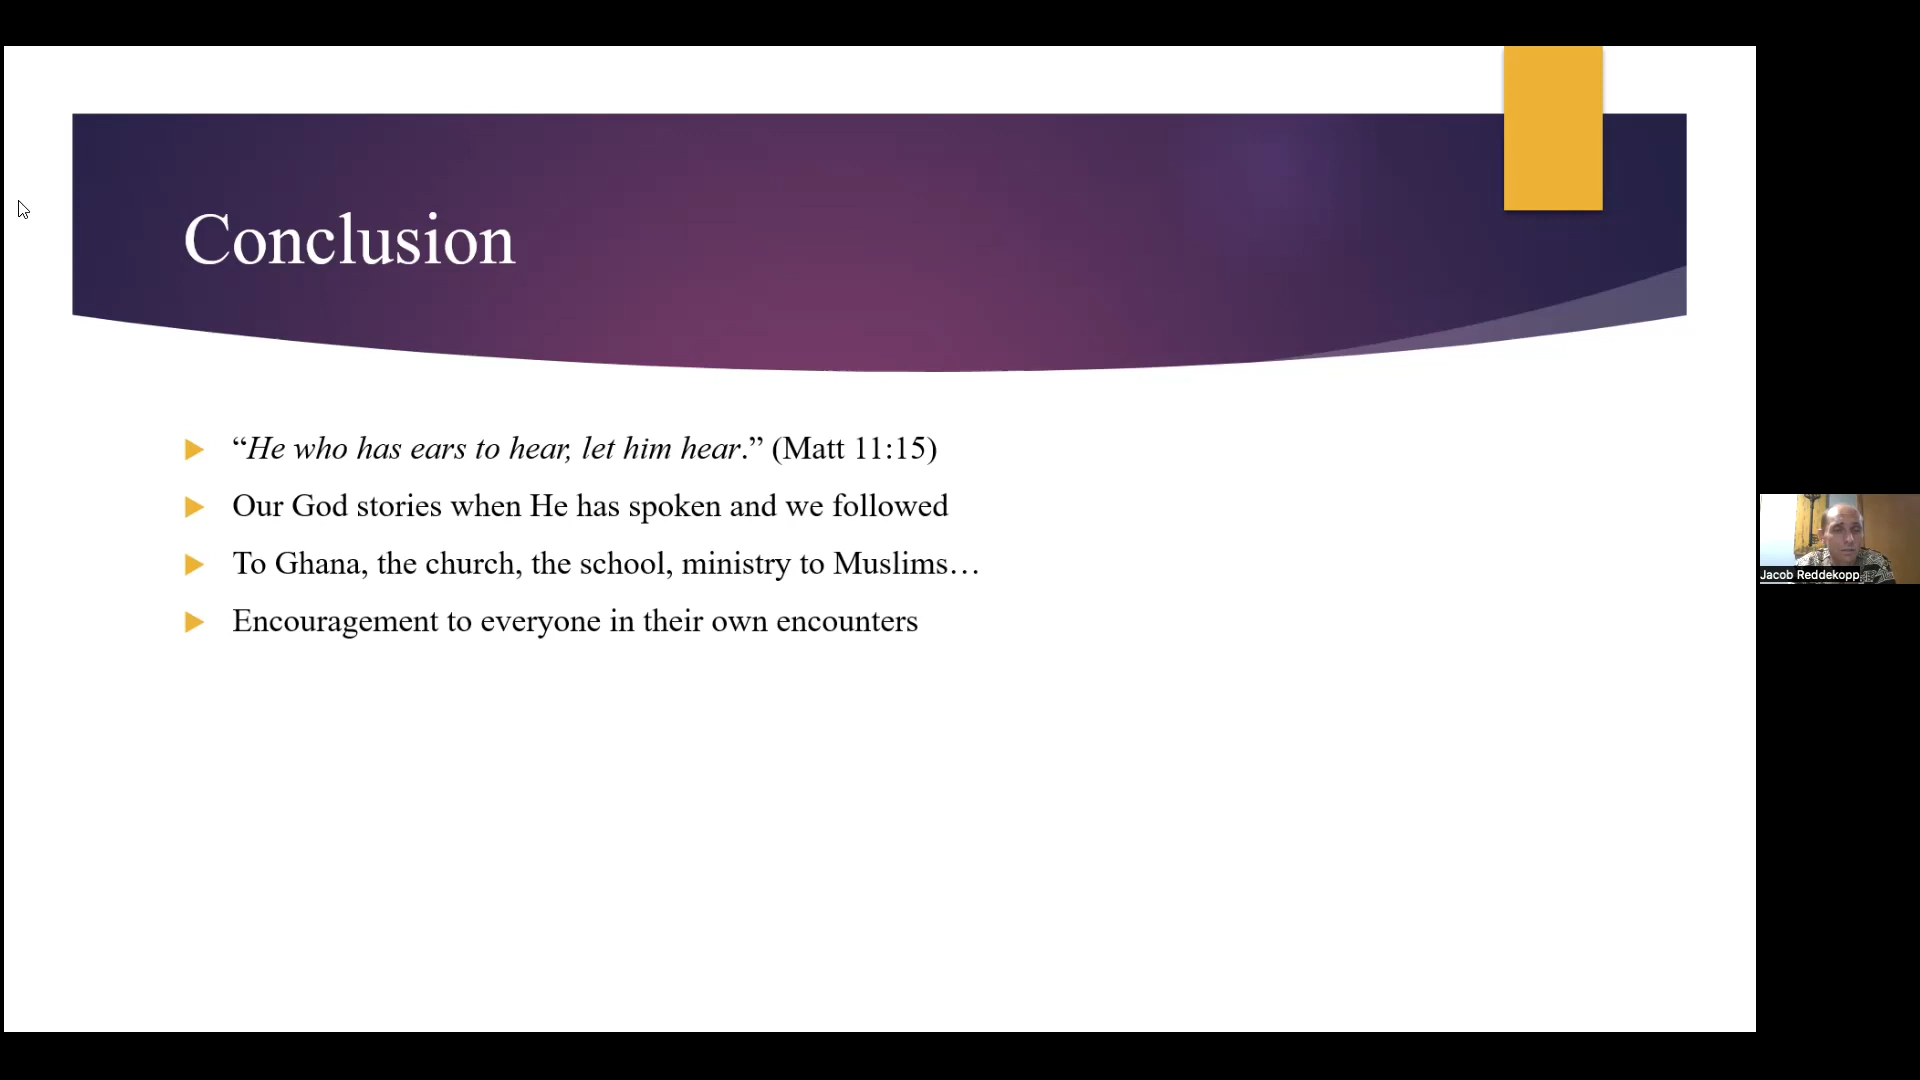 Conclusion
“He who has ears to hear, let him hear.” (Matt 11:15)
Our God stories when He has spoken and we followed
To Ghana, the church, the school, ministry to Muslims…
Encouragement to everyone in their own encounters
Jacob Reddekopp